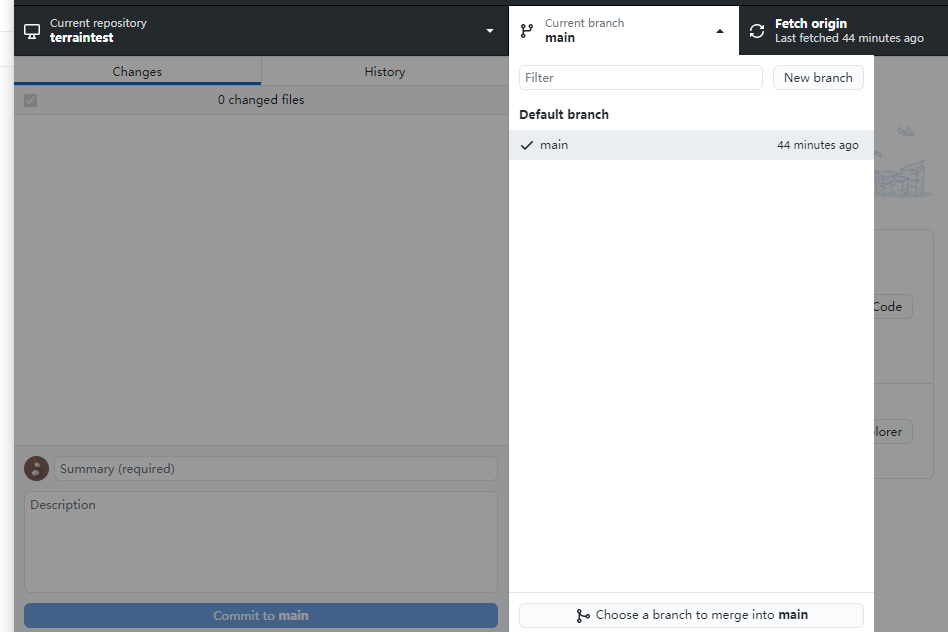 Current repository
terraintest
Current branch
main
Fetch origin
Last fetched 44 minutes ago
Changes
History
0 changed files
Filter
New branch
Default branch
main
44 minutes ago
Code
plorer
Summary (required)
Description
Commit to main
Choose a branch to merge into main